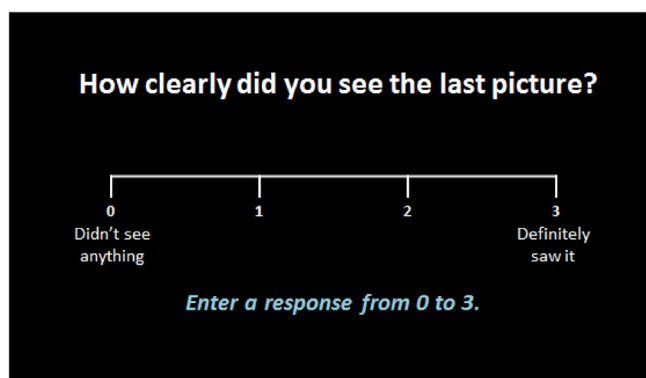 How clearly did you see the last picture?
0 1 2 3
Didn't see Definitely
anything saw it
Enter a response from 0 to 3.